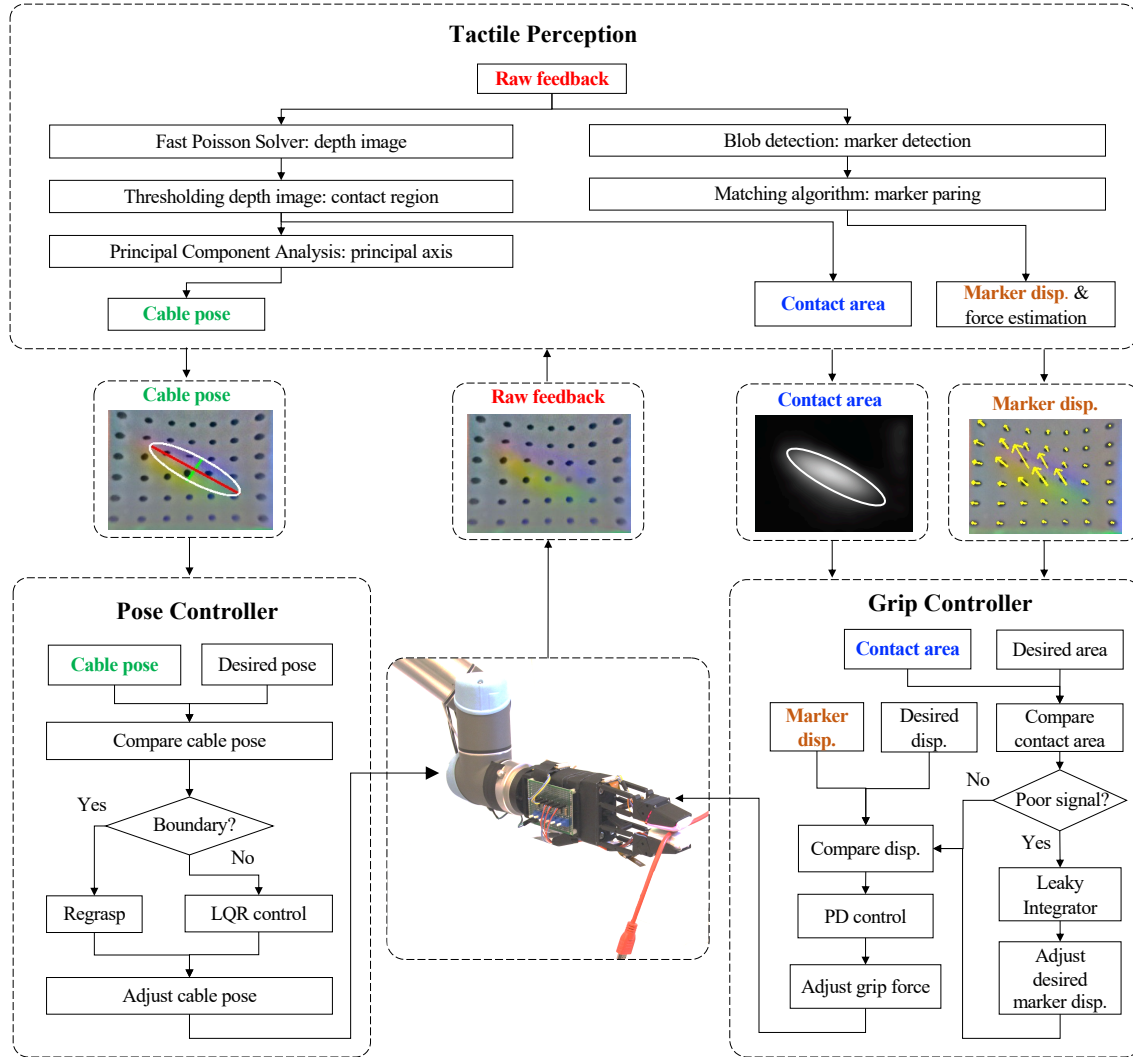 Tactile Perception
Raw feedback
Fast Poisson Solver: depth image
Blob detection: marker detection
Thresholding depth image: contact region
Matching algorithm: marker paring
Principal Component Analysis: principal axis
Cable pose
Contact area
Marker disp. &
force estimation
Cable pose
Raw feedback
Contact area
Marker disp.
Pose Controller
Cable pose
Desired pose
Compare cable pose
Yes
Boundary?
No
Regrasp
LQR control
Adjust cable pose
Grip Controller
Contact area
Desired area
Marker
disp.
Desired
disp.
Compare
contact area
No
Poor signal?
Yes
Compare disp.
Leaky
Integrator
PD control
Adjust
desired
marker disp.
Adjust grip force